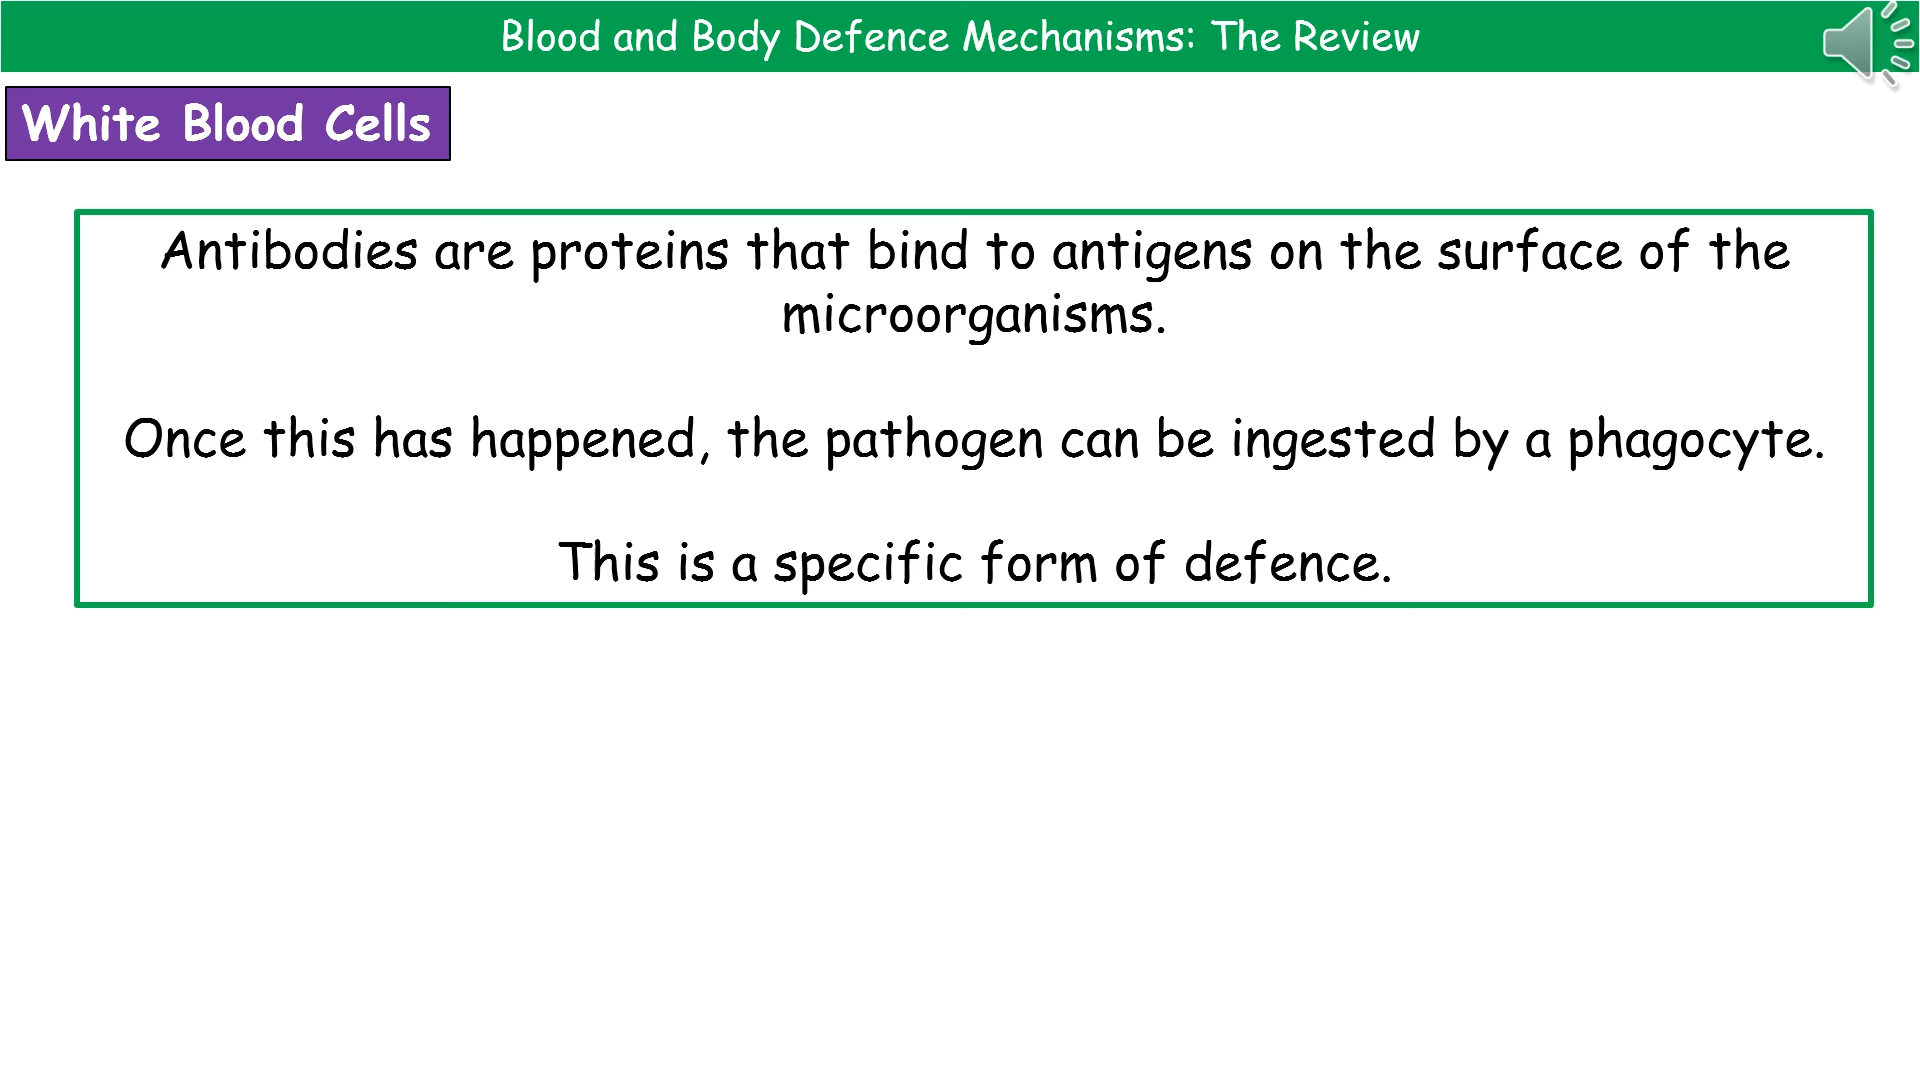 Blood and Body Defence Mechanisms: The Review
White Blood Cells
Antibodies are proteins that bind to antigens on the surface of the
microorganisms.
Once this has happened, the pathogen can be ingested by a phagocyte.
This is a specific form of defence.